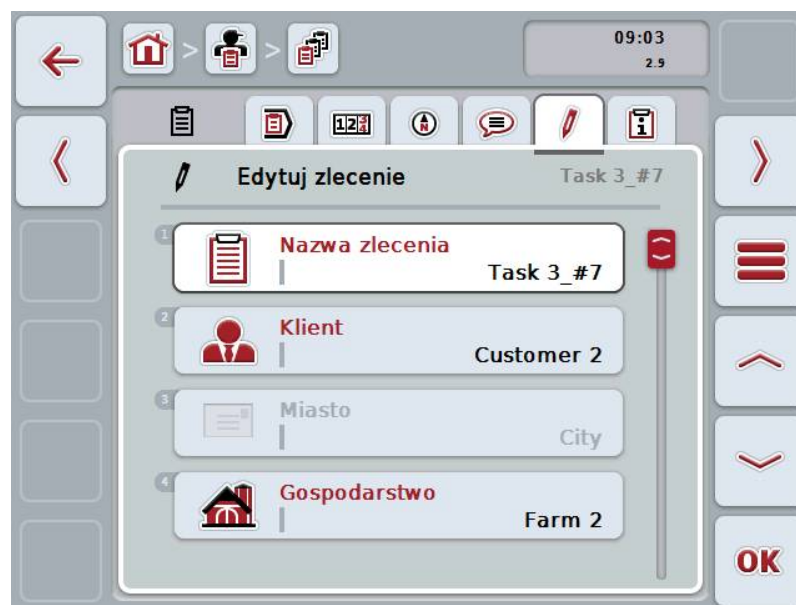 09:03
2.9
Edytuj zlecenie
Task 3_#7
1
Nazwa zlecenia
Task 3_#7
2
Klient
Customer 2
3
Miasto
City
4
Gospodarstwo
Farm 2
OK